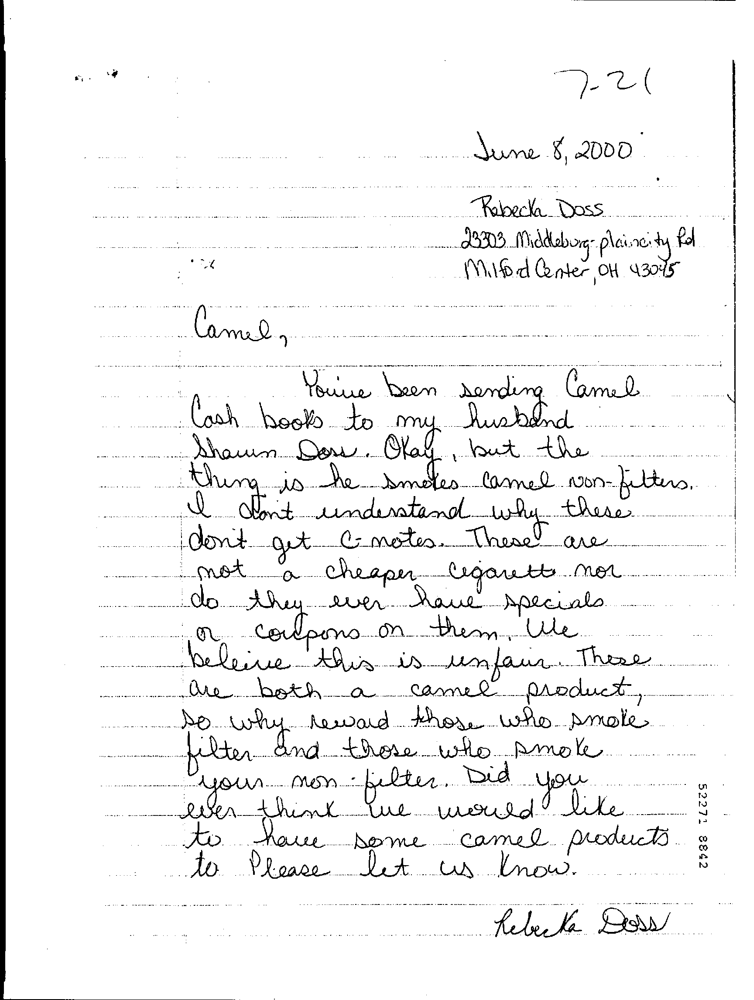 7-21
June 8, 2000
Rebecka Doss
23303 Middleburg-plaincity Rd
Milford Center, OH 43045
Camel,
You've been sending Camel
Cash books to my husband
Shawn Doss. Okay, but the
thing is he smokes camel non-filters.
I don't understand why these
don't get C-notes. These are
not a cheaper cigarett nor
do they ever have specials
or coupons on them. We
beleive this is unfair. These
are both a camel product,
so why reward those who smoke
filter and those who smoke
your non-filter. Did you
ever think we would like
to have some camel products
to Please let us know.
Rebecka Doss
52271 8842